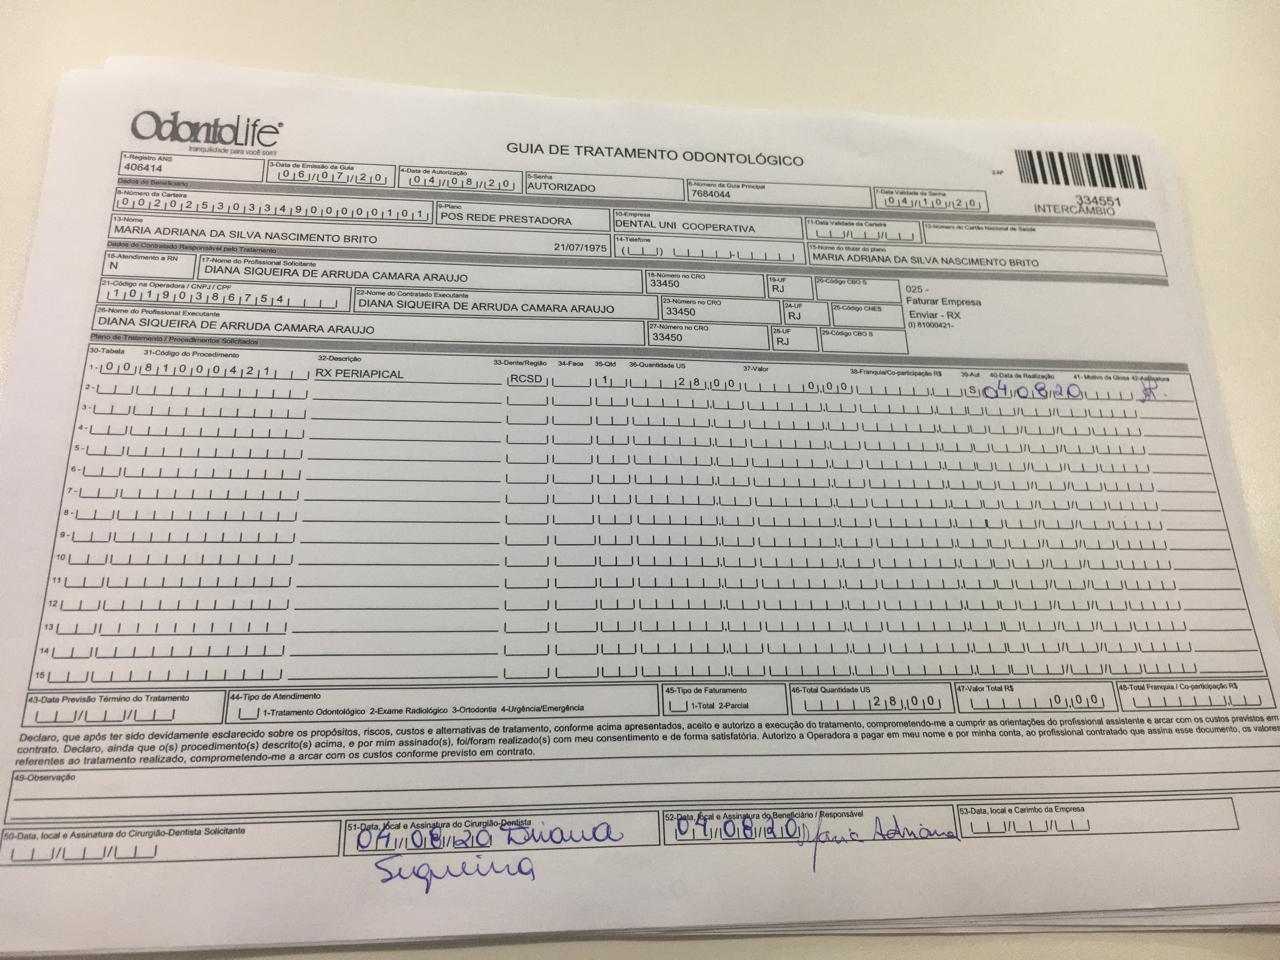 OdontoLife
tranquilidade para você sorrir
GUIA DE TRATAMENTO ODONTOLÓGICO
334551
INTERCÂMBIO
1-Registro ANS
406414
3-Data de Emissão da Guia
06/07/20
4-Data de Autorização
04/08/20
5-Senha
AUTORIZADO
6-Número da Guia Principal
7684044
7-Data Validade da Senha
04/10/20
Dados do Beneficiário
8-Número da Carteira
00202530334900000101
9-Plano
POS REDE PRESTADORA
10-Empresa
DENTAL UNI COOPERATIVA
11-Data Validade da Carteira
12-Número do Cartão Nacional de Saúde
13-Nome
MARIA ADRIANA DA SILVA NASCIMENTO BRITO 21/07/1975
14-Telefone
15-Nome do titular do plano
MARIA ADRIANA DA SILVA NASCIMENTO BRITO
Dados do Contratado Responsável pelo Tratamento
16-Atendimento a RN
N
17-Nome do Profissional Solicitante
DIANA SIQUEIRA DE ARRUDA CAMARA ARAUJO
18-Número no CRO
33450
19-UF
RJ
20-Código CBO S
025 -
Faturar Empresa
Enviar - RX
(I) 81000421-
21-Código na Operadora / CNPJ / CPF
10190386754
22-Nome do Contratado Executante
DIANA SIQUEIRA DE ARRUDA CAMARA ARAUJO
23-Número no CRO
33450
24-UF
RJ
25-Código CNES
26-Nome do Profissional Executante
DIANA SIQUEIRA DE ARRUDA CAMARA ARAUJO
27-Número no CRO
33450
28-UF
RJ
29-Código CBO S
Plano de Tratamento / Procedimentos Solicitados
30-Tabela 31-Código do Procedimento 32-Descrição 33-Dente/Região 34-Face 35-Qtd 36-Quantidade US 37-Valor 38-Franquia/Co-participação R$ 39-Aut 40-Data de Realização 41- Motivo da Glosa 42-Assinatura
1- 00 81000421 RX PERIAPICAL RCSD 1 28,00 0,00 S 04/08/20
2-
3-
4-
5-
6-
7-
8-
9-
10
11
12
13
14
15
43-Data Previsão Término do Tratamento
44-Tipo de Atendimento
1-Tratamento Odontológico 2-Exame Radiológico 3-Ortodontia 4-Urgência/Emergência
45-Tipo de Faturamento
1-Total 2-Parcial
46-Total Quantidade US
28,00
47-Valor Total R$
0,00
48-Total Franquia / Co-participação R$
Declaro, que após ter sido devidamente esclarecido sobre os propósitos, riscos, custos e alternativas de tratamento, conforme acima apresentados, aceito e autorizo a execução do tratamento, comprometendo-me a cumprir as orientações do profissional assistente e arcar com os custos previstos em
contrato. Declaro, ainda que o(s) procedimento(s) descrito(s) acima, e por mim assinado(s), foi/foram realizado(s) com meu consentimento e de forma satisfatória. Autorizo a Operadora a pagar em meu nome e por minha conta, ao profissional contratado que assina esse documento, os valores
referentes ao tratamento realizado, comprometendo-me a arcar com os custos conforme previsto em contrato.
49-Observação
50-Data, local e Assinatura do Cirurgião-Dentista Solicitante
51-Data, local e Assinatura do Cirurgião-Dentista
04/08/20 Diana
Siqueira
52-Data, local e Assinatura do Beneficiário / Responsável
04/08/20 Maria Adriana
53-Data, local e Carimbo da Empresa